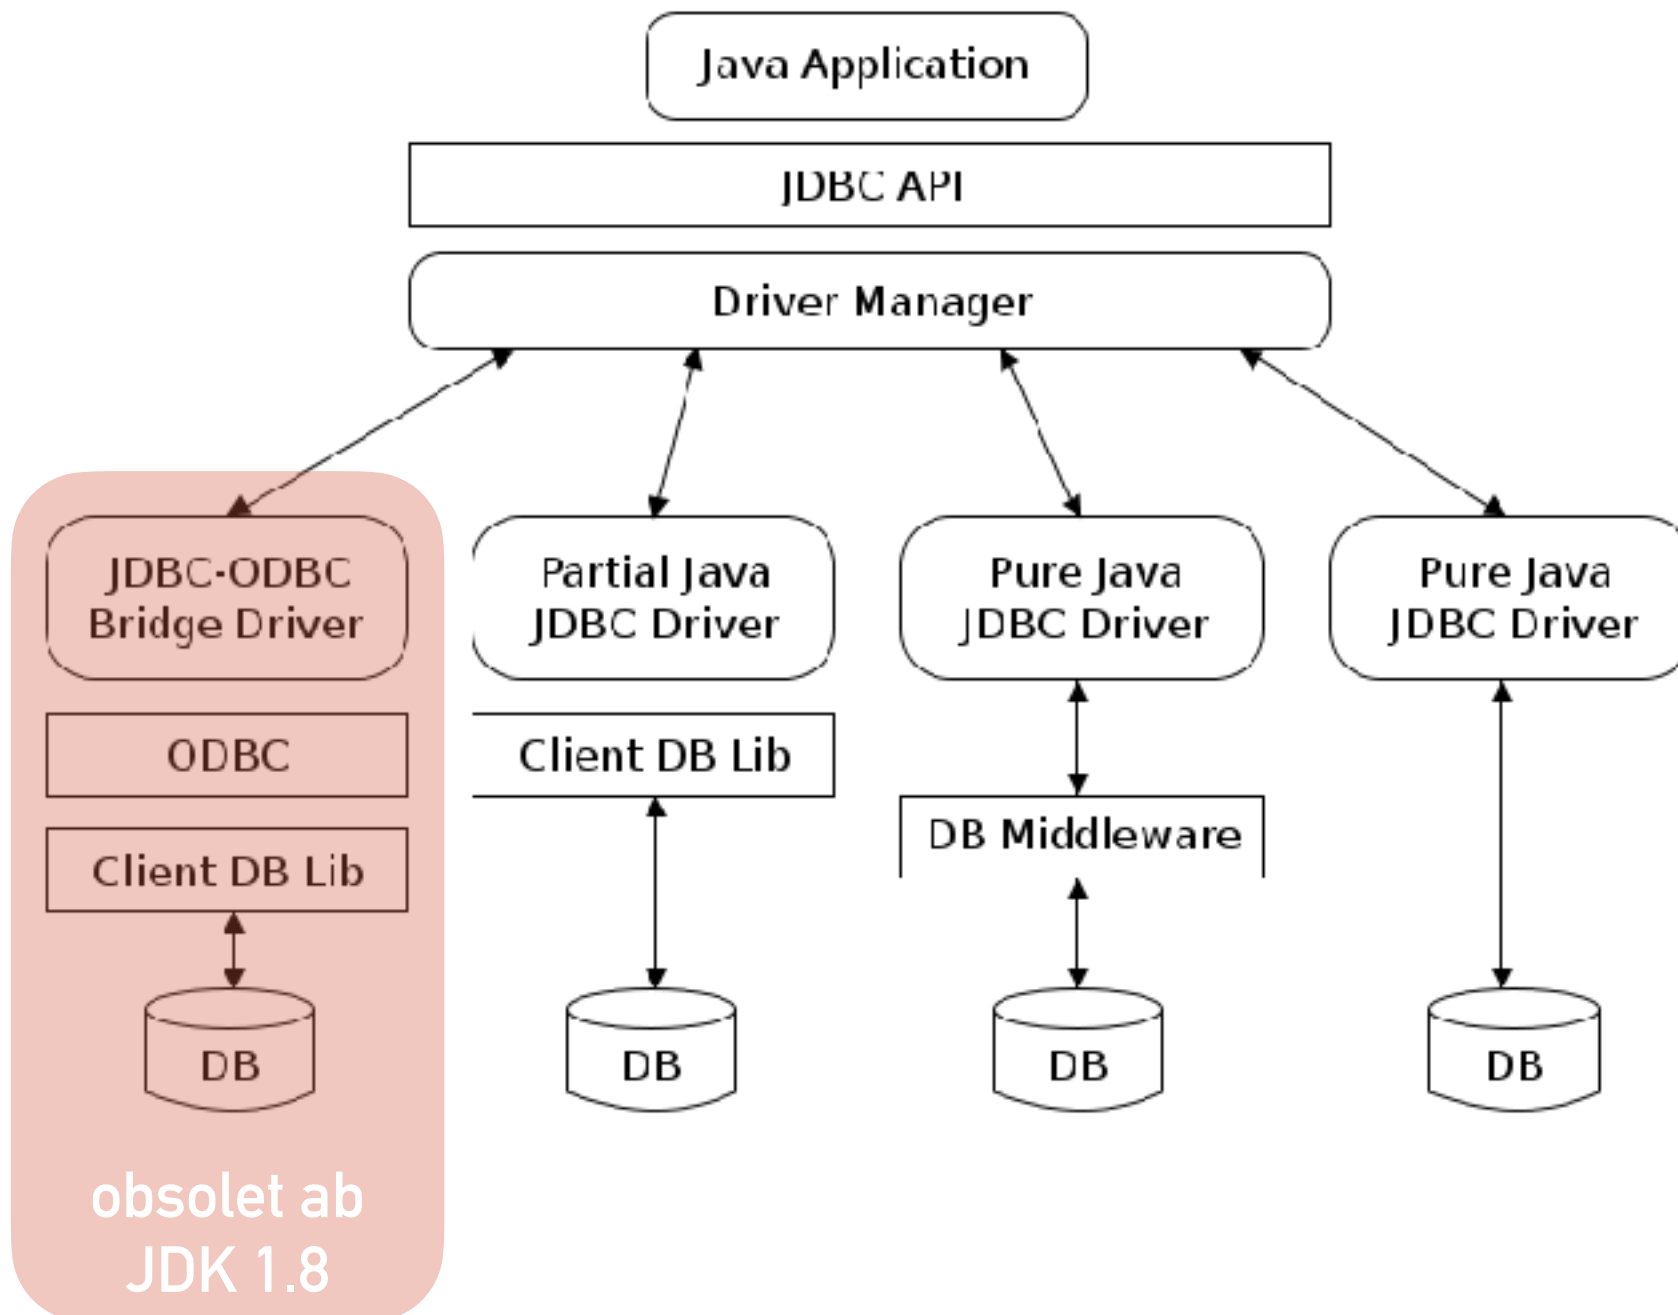 Java Application
JDBC API
Driver Manager
JDBC-ODBC
Bridge Driver
Partial Java
JDBC Driver
Pure Java
JDBC Driver
Pure Java
JDBC Driver
ODBC
Client DB Lib
Client DB Lib
DB Middleware
DB
DB
DB
DB
obsolet ab
JDK 1.8